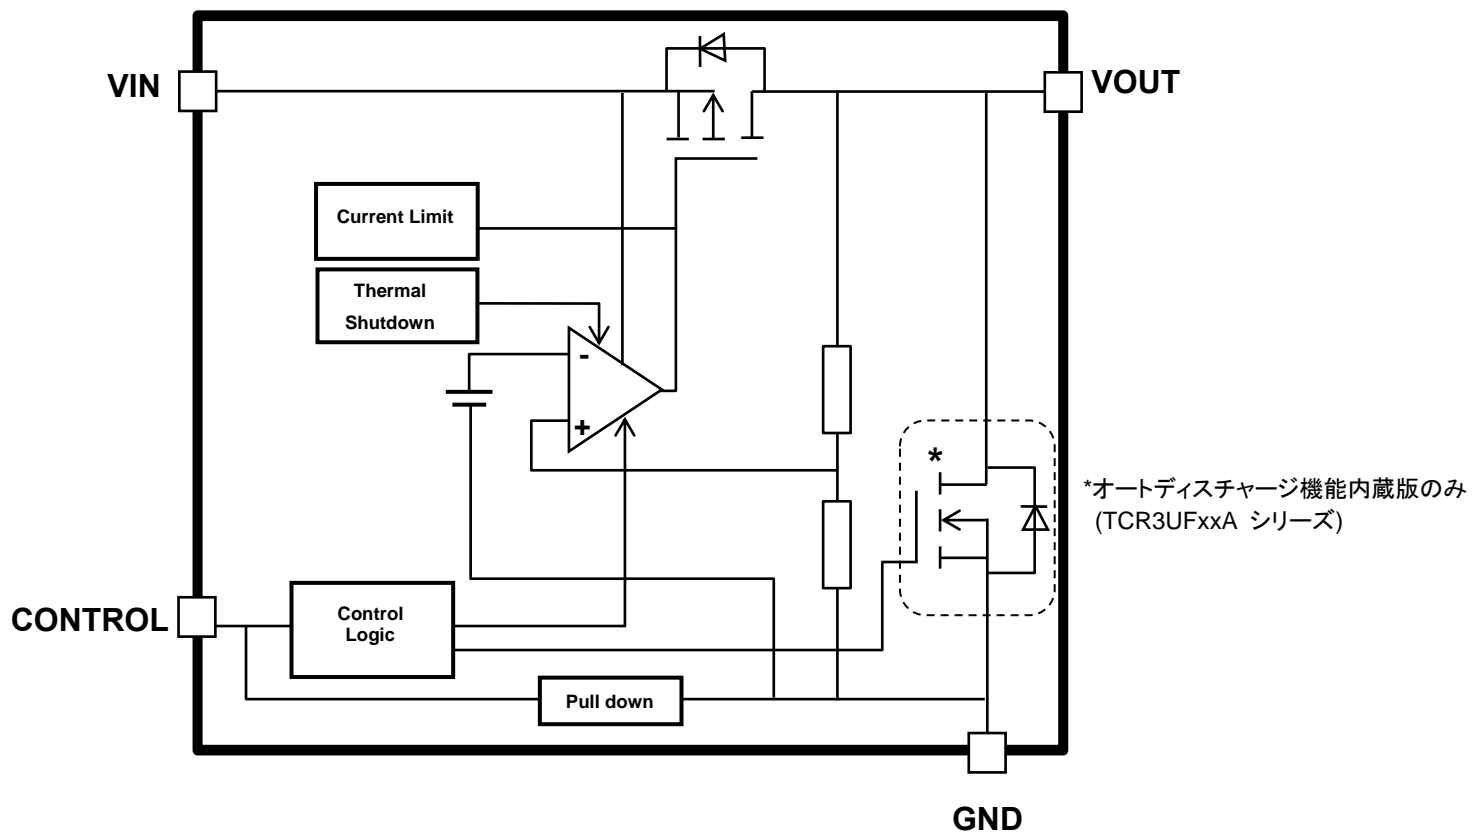 VIN
VOUT
Current Limit
Thermal
Shutdown
-
+
*
*オートディスチャージ機能内蔵版のみ
(TCR3UFxxA シリーズ)
CONTROL
Control
Logic
Pull down
GND